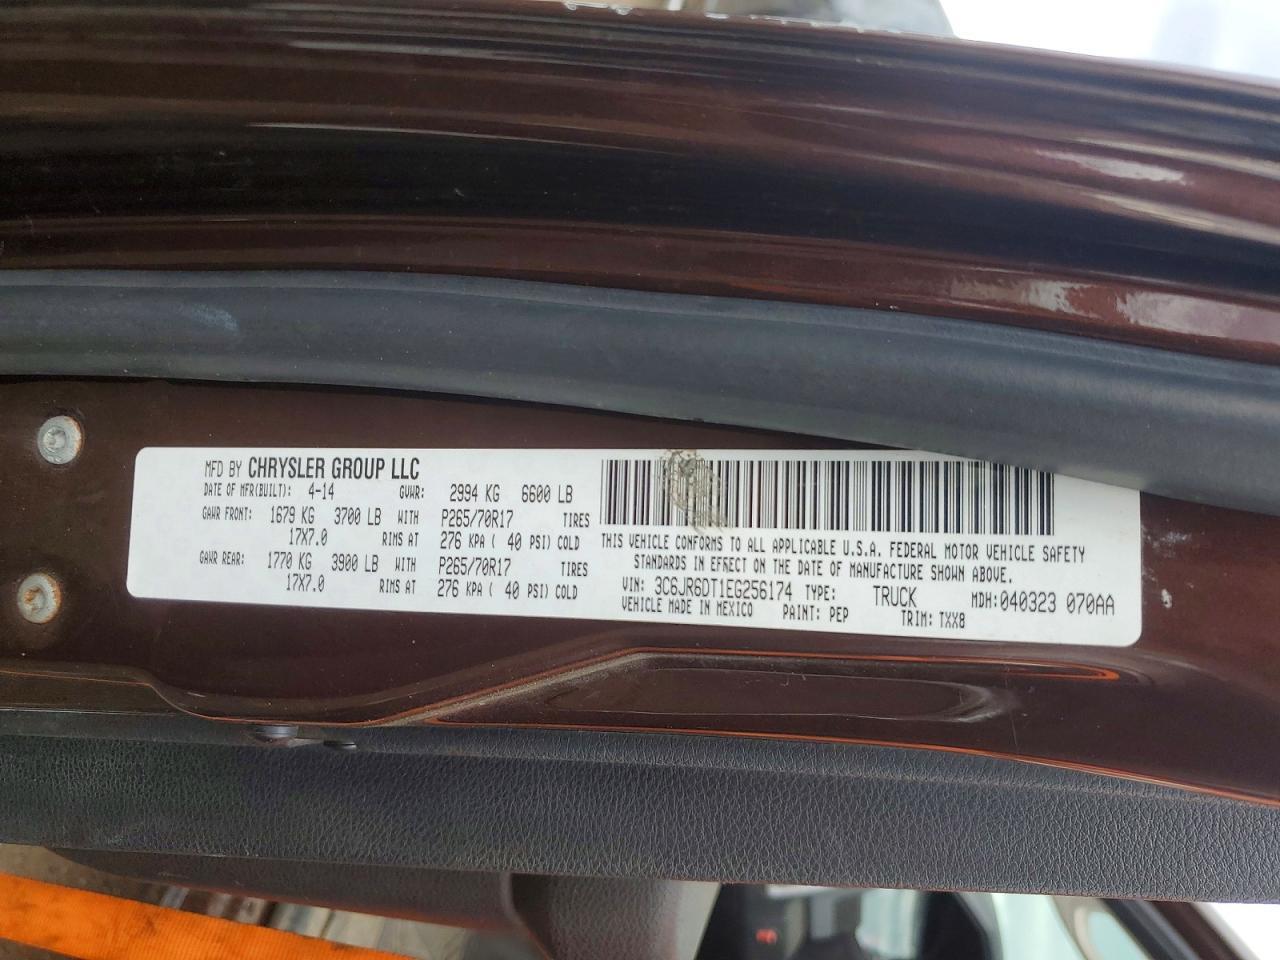 MFD BY CHRYSLER GROUP LLC
DATE OF MFR(BUILT): 4-14 GVWR: 2994 KG 6600 LB
GAWR FRONT: 1679 KG 3700 LB WITH P265/70R17 TIRES
17X7.0 RIMS AT 276 KPA ( 40 PSI) COLD
GAWR REAR: 1770 KG 3900 LB WITH P265/70R17 TIRES
17X7.0 RIMS AT 276 KPA ( 40 PSI) COLD
THIS VEHICLE CONFORMS TO ALL APPLICABLE U.S.A. FEDERAL MOTOR VEHICLE SAFETY
STANDARDS IN EFFECT ON THE DATE OF MANUFACTURE SHOWN ABOVE.
VIN: 3C6JR6DT1EG256174 TYPE: TRUCK MDH: 040323 070AA
VEHICLE MADE IN MEXICO PAINT: PEP TRIM: TXX8